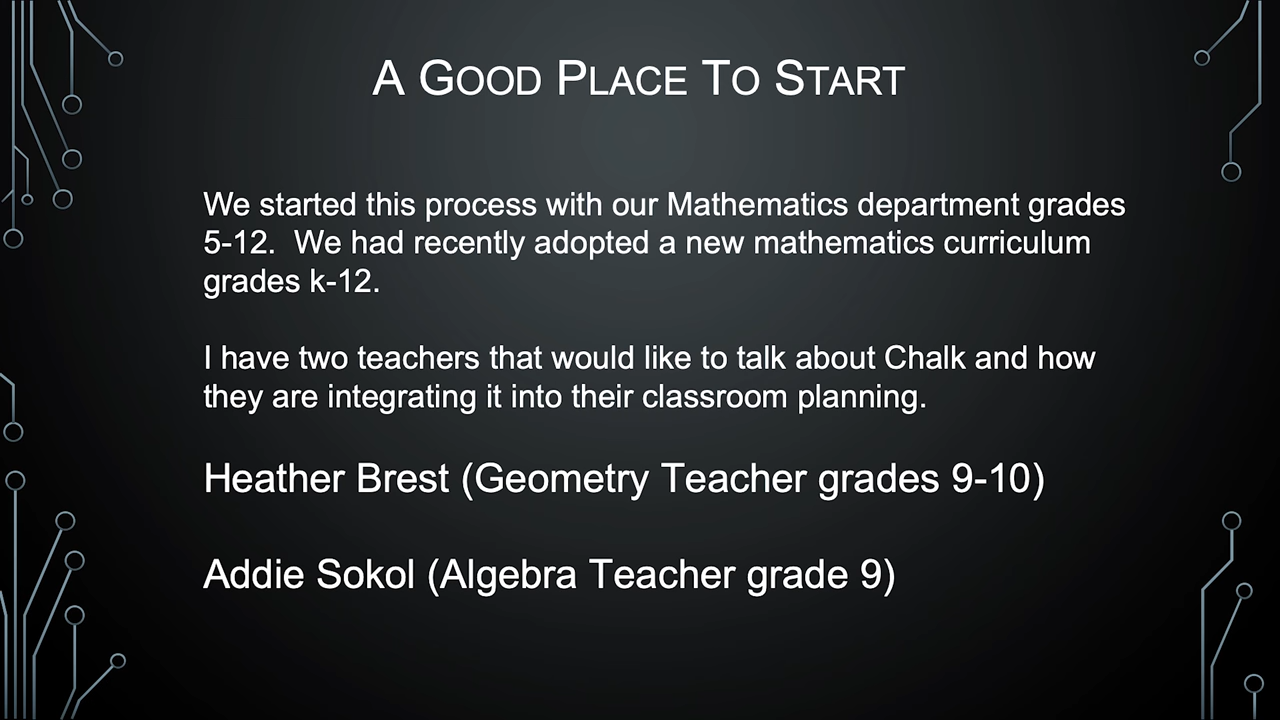 A Good Place To Start
We started this process with our Mathematics department grades
5-12.  We had recently adopted a new mathematics curriculum
grades k-12.
I have two teachers that would like to talk about Chalk and how
they are integrating it into their classroom planning.
Heather Brest (Geometry Teacher grades 9-10)
Addie Sokol (Algebra Teacher grade 9)